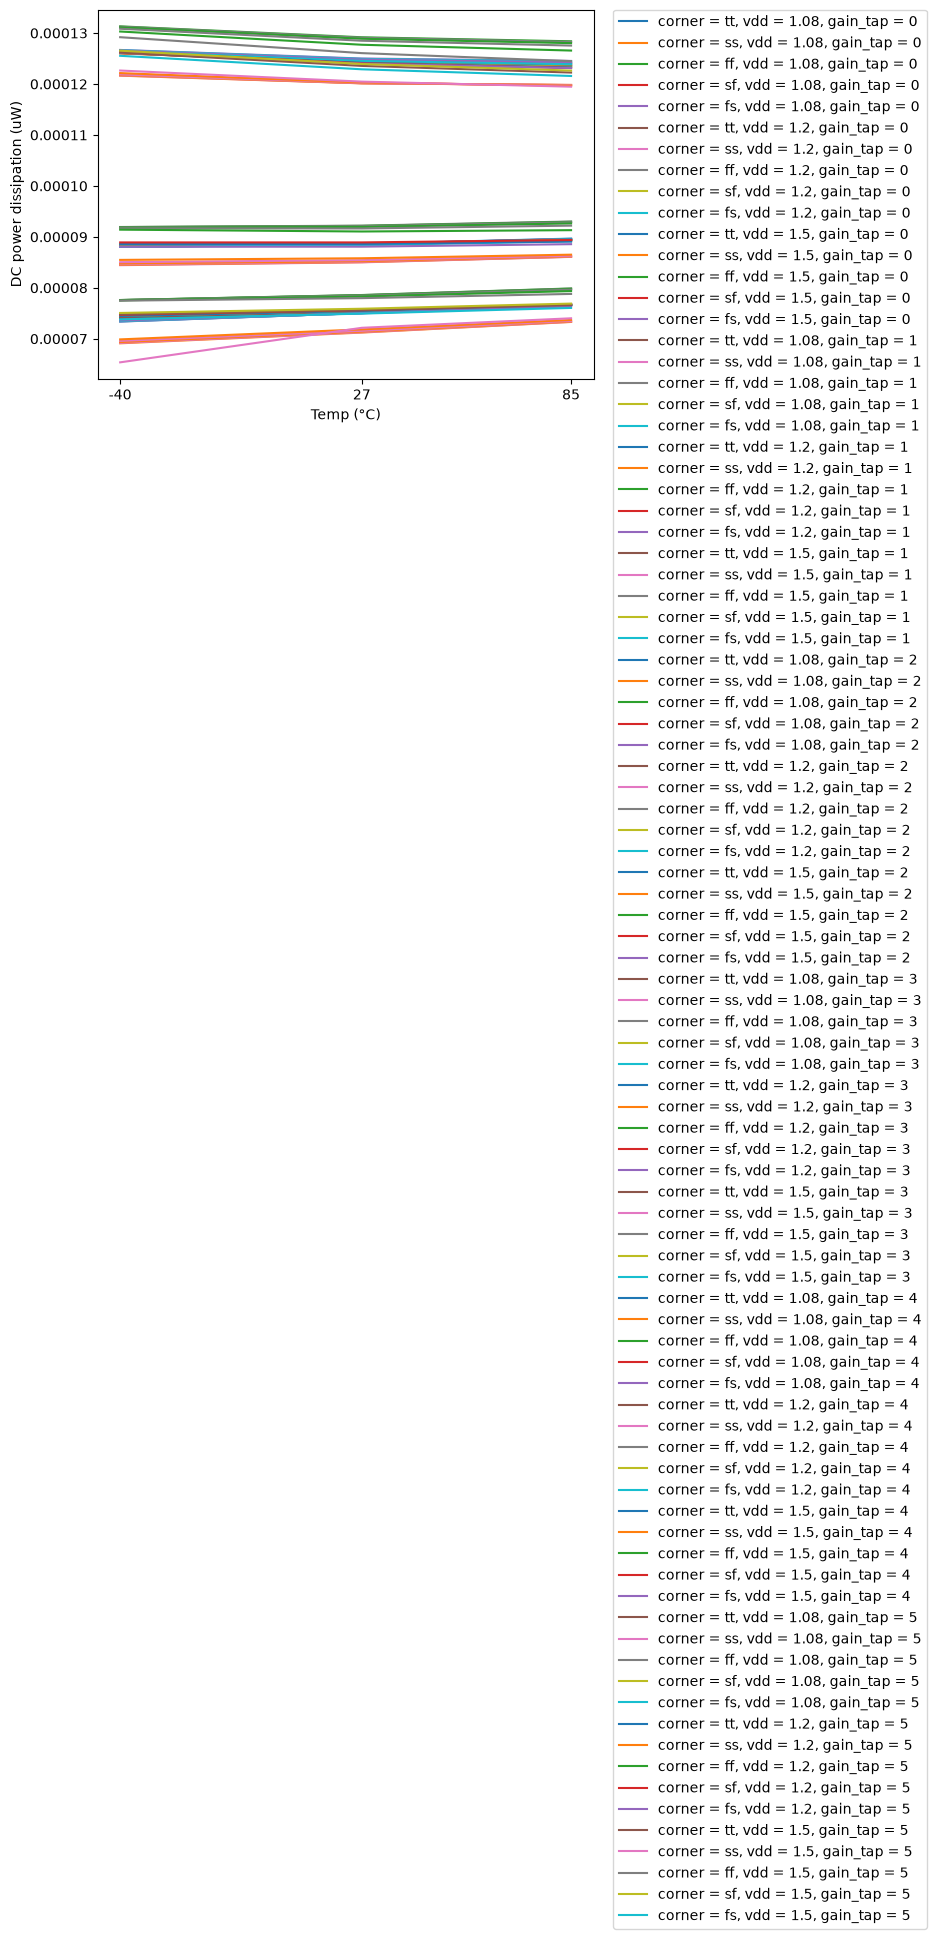 DC power dissipation (uW)
0.00013
0.00012
0.00011
0.00010
0.00009
0.00008
0.00007
-40 27 85
Temp (°C)
corner = tt, vdd = 1.08, gain_tap = 0
corner = ss, vdd = 1.08, gain_tap = 0
corner = ff, vdd = 1.08, gain_tap = 0
corner = sf, vdd = 1.08, gain_tap = 0
corner = fs, vdd = 1.08, gain_tap = 0
corner = tt, vdd = 1.2, gain_tap = 0
corner = ss, vdd = 1.2, gain_tap = 0
corner = ff, vdd = 1.2, gain_tap = 0
corner = sf, vdd = 1.2, gain_tap = 0
corner = fs, vdd = 1.2, gain_tap = 0
corner = tt, vdd = 1.5, gain_tap = 0
corner = ss, vdd = 1.5, gain_tap = 0
corner = ff, vdd = 1.5, gain_tap = 0
corner = sf, vdd = 1.5, gain_tap = 0
corner = fs, vdd = 1.5, gain_tap = 0
corner = tt, vdd = 1.08, gain_tap = 1
corner = ss, vdd = 1.08, gain_tap = 1
corner = ff, vdd = 1.08, gain_tap = 1
corner = sf, vdd = 1.08, gain_tap = 1
corner = fs, vdd = 1.08, gain_tap = 1
corner = tt, vdd = 1.2, gain_tap = 1
corner = ss, vdd = 1.2, gain_tap = 1
corner = ff, vdd = 1.2, gain_tap = 1
corner = sf, vdd = 1.2, gain_tap = 1
corner = fs, vdd = 1.2, gain_tap = 1
corner = tt, vdd = 1.5, gain_tap = 1
corner = ss, vdd = 1.5, gain_tap = 1
corner = ff, vdd = 1.5, gain_tap = 1
corner = sf, vdd = 1.5, gain_tap = 1
corner = fs, vdd = 1.5, gain_tap = 1
corner = tt, vdd = 1.08, gain_tap = 2
corner = ss, vdd = 1.08, gain_tap = 2
corner = ff, vdd = 1.08, gain_tap = 2
corner = sf, vdd = 1.08, gain_tap = 2
corner = fs, vdd = 1.08, gain_tap = 2
corner = tt, vdd = 1.2, gain_tap = 2
corner = ss, vdd = 1.2, gain_tap = 2
corner = ff, vdd = 1.2, gain_tap = 2
corner = sf, vdd = 1.2, gain_tap = 2
corner = fs, vdd = 1.2, gain_tap = 2
corner = tt, vdd = 1.5, gain_tap = 2
corner = ss, vdd = 1.5, gain_tap = 2
corner = ff, vdd = 1.5, gain_tap = 2
corner = sf, vdd = 1.5, gain_tap = 2
corner = fs, vdd = 1.5, gain_tap = 2
corner = tt, vdd = 1.08, gain_tap = 3
corner = ss, vdd = 1.08, gain_tap = 3
corner = ff, vdd = 1.08, gain_tap = 3
corner = sf, vdd = 1.08, gain_tap = 3
corner = fs, vdd = 1.08, gain_tap = 3
corner = tt, vdd = 1.2, gain_tap = 3
corner = ss, vdd = 1.2, gain_tap = 3
corner = ff, vdd = 1.2, gain_tap = 3
corner = sf, vdd = 1.2, gain_tap = 3
corner = fs, vdd = 1.2, gain_tap = 3
corner = tt, vdd = 1.5, gain_tap = 3
corner = ss, vdd = 1.5, gain_tap = 3
corner = ff, vdd = 1.5, gain_tap = 3
corner = sf, vdd = 1.5, gain_tap = 3
corner = fs, vdd = 1.5, gain_tap = 3
corner = tt, vdd = 1.08, gain_tap = 4
corner = ss, vdd = 1.08, gain_tap = 4
corner = ff, vdd = 1.08, gain_tap = 4
corner = sf, vdd = 1.08, gain_tap = 4
corner = fs, vdd = 1.08, gain_tap = 4
corner = tt, vdd = 1.2, gain_tap = 4
corner = ss, vdd = 1.2, gain_tap = 4
corner = ff, vdd = 1.2, gain_tap = 4
corner = sf, vdd = 1.2, gain_tap = 4
corner = fs, vdd = 1.2, gain_tap = 4
corner = tt, vdd = 1.5, gain_tap = 4
corner = ss, vdd = 1.5, gain_tap = 4
corner = ff, vdd = 1.5, gain_tap = 4
corner = sf, vdd = 1.5, gain_tap = 4
corner = fs, vdd = 1.5, gain_tap = 4
corner = tt, vdd = 1.08, gain_tap = 5
corner = ss, vdd = 1.08, gain_tap = 5
corner = ff, vdd = 1.08, gain_tap = 5
corner = sf, vdd = 1.08, gain_tap = 5
corner = fs, vdd = 1.08, gain_tap = 5
corner = tt, vdd = 1.2, gain_tap = 5
corner = ss, vdd = 1.2, gain_tap = 5
corner = ff, vdd = 1.2, gain_tap = 5
corner = sf, vdd = 1.2, gain_tap = 5
corner = fs, vdd = 1.2, gain_tap = 5
corner = tt, vdd = 1.5, gain_tap = 5
corner = ss, vdd = 1.5, gain_tap = 5
corner = ff, vdd = 1.5, gain_tap = 5
corner = sf, vdd = 1.5, gain_tap = 5
corner = fs, vdd = 1.5, gain_tap = 5